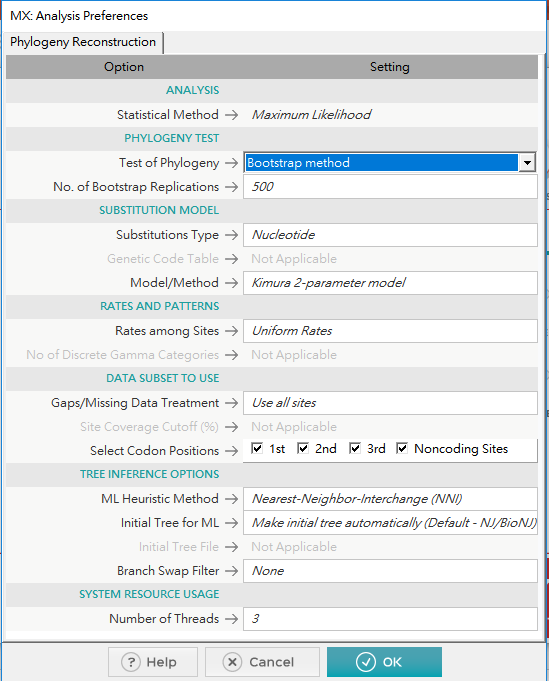 MX: Analysis Preferences
Phylogeny Reconstruction
Option Setting
ANALYSIS
Statistical Method → Maximum Likelihood
PHYLOGENY TEST
Test of Phylogeny → Bootstrap method
No. of Bootstrap Replications → 500
SUBSTITUTION MODEL
Substitutions Type → Nucleotide
Genetic Code Table → Not Applicable
Model/Method → Kimura 2-parameter model
RATES AND PATTERNS
Rates among Sites → Uniform Rates
No of Discrete Gamma Categories → Not Applicable
DATA SUBSET TO USE
Gaps/Missing Data Treatment → Use all sites
Site Coverage Cutoff (%) → Not Applicable
Select Codon Positions → 1st 2nd 3rd Noncoding Sites
TREE INFERENCE OPTIONS
ML Heuristic Method → Nearest-Neighbor-Interchange (NNI)
Initial Tree for ML → Make initial tree automatically (Default - NJ/BioNJ)
Initial Tree File → Not Applicable
Branch Swap Filter → None
SYSTEM RESOURCE USAGE
Number of Threads → 3
? Help Cancel OK